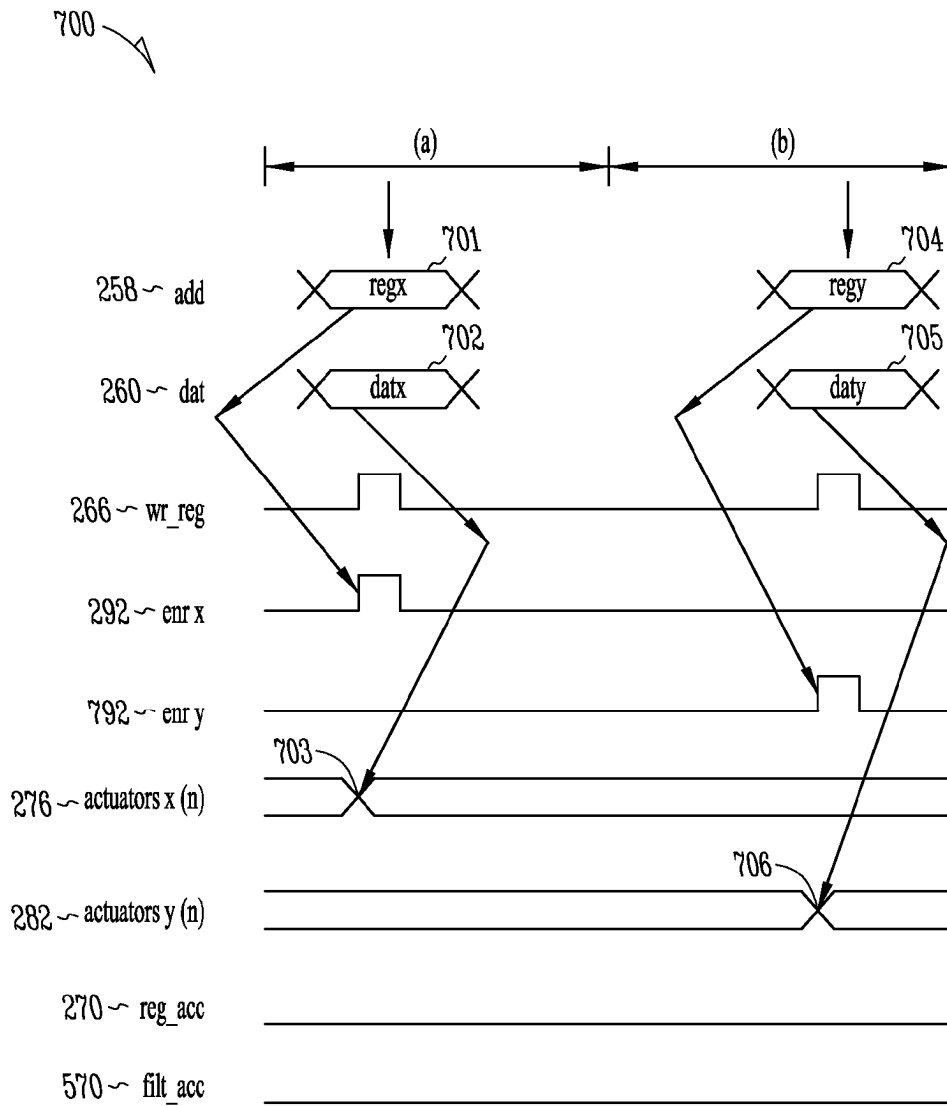 700
(a) (b)
701 704
258 ~ add regx regy
702 705
260 ~ dat datx daty
266 ~ wr_reg
292 ~ enr x
792 ~ enr y
703
276 ~ actuators x (n)
706
282 ~ actuators y (n)
270 ~ reg_acc
570 ~ filt_acc